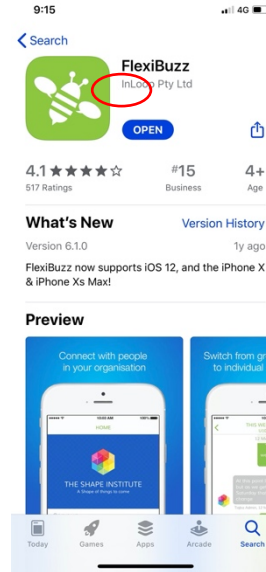 9:15
4G
Search
FlexiBuzz
InLoop Pty Ltd
OPEN
4.1★★★★☆
#15
4+
517 Ratings
Business
Age
What's New
Version History
Version 6.1.0
1y ago
FlexiBuzz now supports iOS 12, and the iPhone X
& iPhone Xs Max!
Preview
Connect with people
in your organisation
Switch from gr
to individual
HOME
THE SHAPE INSTITUTE
A Shape of things to come
Today
Games
Apps
Arcade
Search